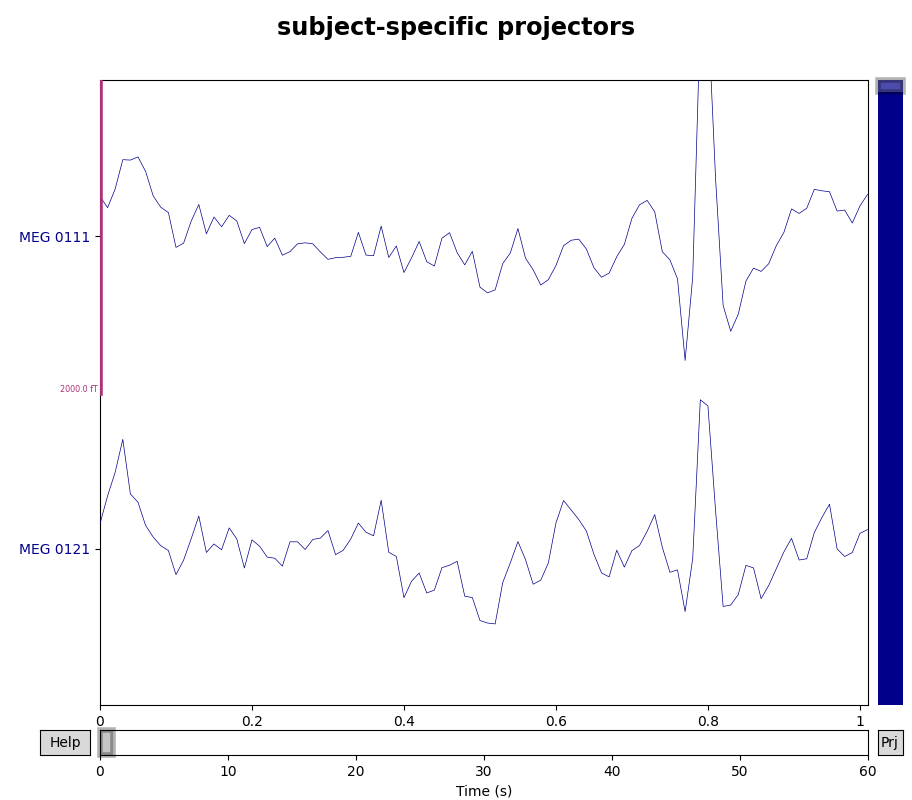 subject-specific projectors
MEG 0111
2000.0 fT
MEG 0121
0 0.2 0.4 0.6 0.8 1
Help Prj
0 10 20 30 40 50 60
Time (s)